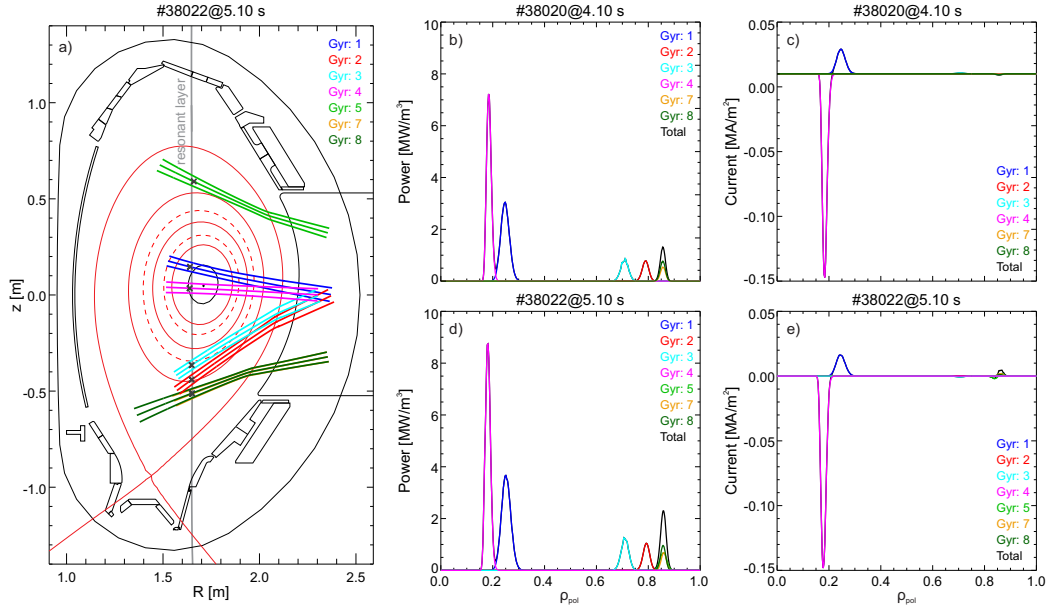 #38022@5.10 s
a)
Gyr: 1
Gyr: 2
Gyr: 3
Gyr: 4
Gyr: 5
Gyr: 7
Gyr: 8
resonant layer
1.0
0.5
0.0
-0.5
-1.0
z [m]
1.0
1.5
2.0
2.5
R [m]
#38020@4.10 s
b)
10
8
6
4
2
0
Power [MW/m³]
Gyr: 1
Gyr: 2
Gyr: 3
Gyr: 4
Gyr: 7
Gyr: 8
Total
#38020@4.10 s
c)
0.05
0.00
-0.05
-0.10
-0.15
Current [MA/m²]
Gyr: 1
Gyr: 2
Gyr: 3
Gyr: 4
Gyr: 7
Gyr: 8
Total
#38022@5.10 s
d)
10
8
6
4
2
0
Power [MW/m³]
Gyr: 1
Gyr: 2
Gyr: 3
Gyr: 4
Gyr: 5
Gyr: 7
Gyr: 8
Total
0.0
0.2
0.4
0.6
0.8
1.0
ρpol
#38022@5.10 s
e)
0.05
0.00
-0.05
-0.10
-0.15
Current [MA/m²]
Gyr: 1
Gyr: 2
Gyr: 3
Gyr: 4
Gyr: 5
Gyr: 7
Gyr: 8
Total
0.0
0.2
0.4
0.6
0.8
1.0
ρpol